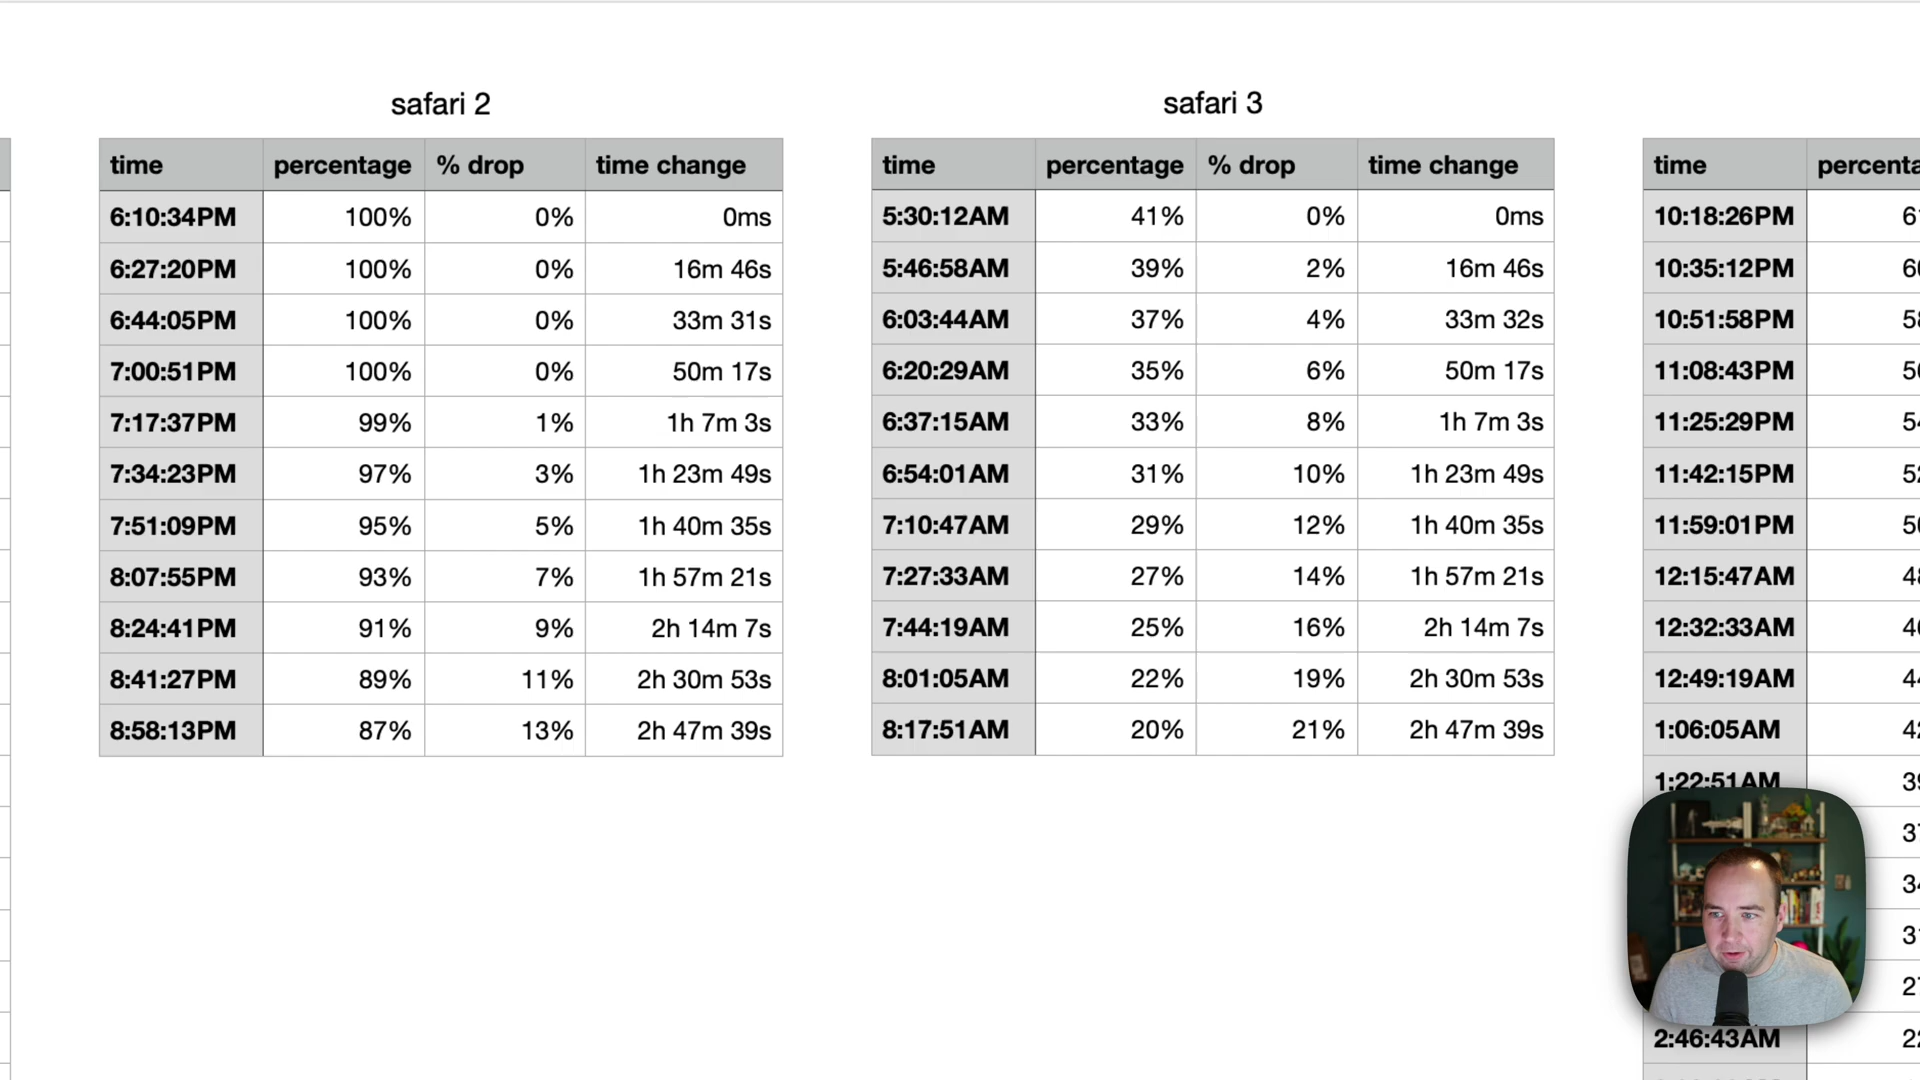 safari 2
time percentage % drop time change
6:10:34PM 100% 0% 0ms
6:27:20PM 100% 0% 16m 46s
6:44:05PM 100% 0% 33m 31s
7:00:51PM 100% 0% 50m 17s
7:17:37PM 99% 1% 1h 7m 3s
7:34:23PM 97% 3% 1h 23m 49s
7:51:09PM 95% 5% 1h 40m 35s
8:07:55PM 93% 7% 1h 57m 21s
8:24:41PM 91% 9% 2h 14m 7s
8:41:27PM 89% 11% 2h 30m 53s
8:58:13PM 87% 13% 2h 47m 39s
safari 3
time percentage % drop time change
5:30:12AM 41% 0% 0ms
5:46:58AM 39% 2% 16m 46s
6:03:44AM 37% 4% 33m 32s
6:20:29AM 35% 6% 50m 17s
6:37:15AM 33% 8% 1h 7m 3s
6:54:01AM 31% 10% 1h 23m 49s
7:10:47AM 29% 12% 1h 40m 35s
7:27:33AM 27% 14% 1h 57m 21s
7:44:19AM 25% 16% 2h 14m 7s
8:01:05AM 22% 19% 2h 30m 53s
8:17:51AM 20% 21% 2h 47m 39s
time
10:18:26PM
10:35:12PM
10:51:58PM
11:08:43PM
11:25:29PM
11:42:15PM
11:59:01PM
12:15:47AM
12:32:33AM
12:49:19AM
1:06:05AM
1:22:51AM
2:46:43AM